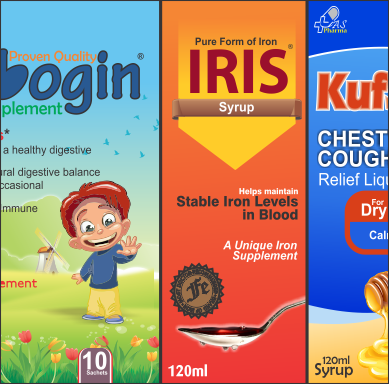 Proven Quality
bogin®
plement
a healthy digestive
ural digestive balance
ccasional
mmune
ement
10
Sachets
Pure Form of Iron
IRIS®
Syrup
Helps maintain
Stable Iron Levels
in Blood
A Unique Iron
Supplement
Fe
120ml
Pharma
Kuf
CHEST
COUGH
Relief Liqu
For
Dry
Cal
120ml
Syrup